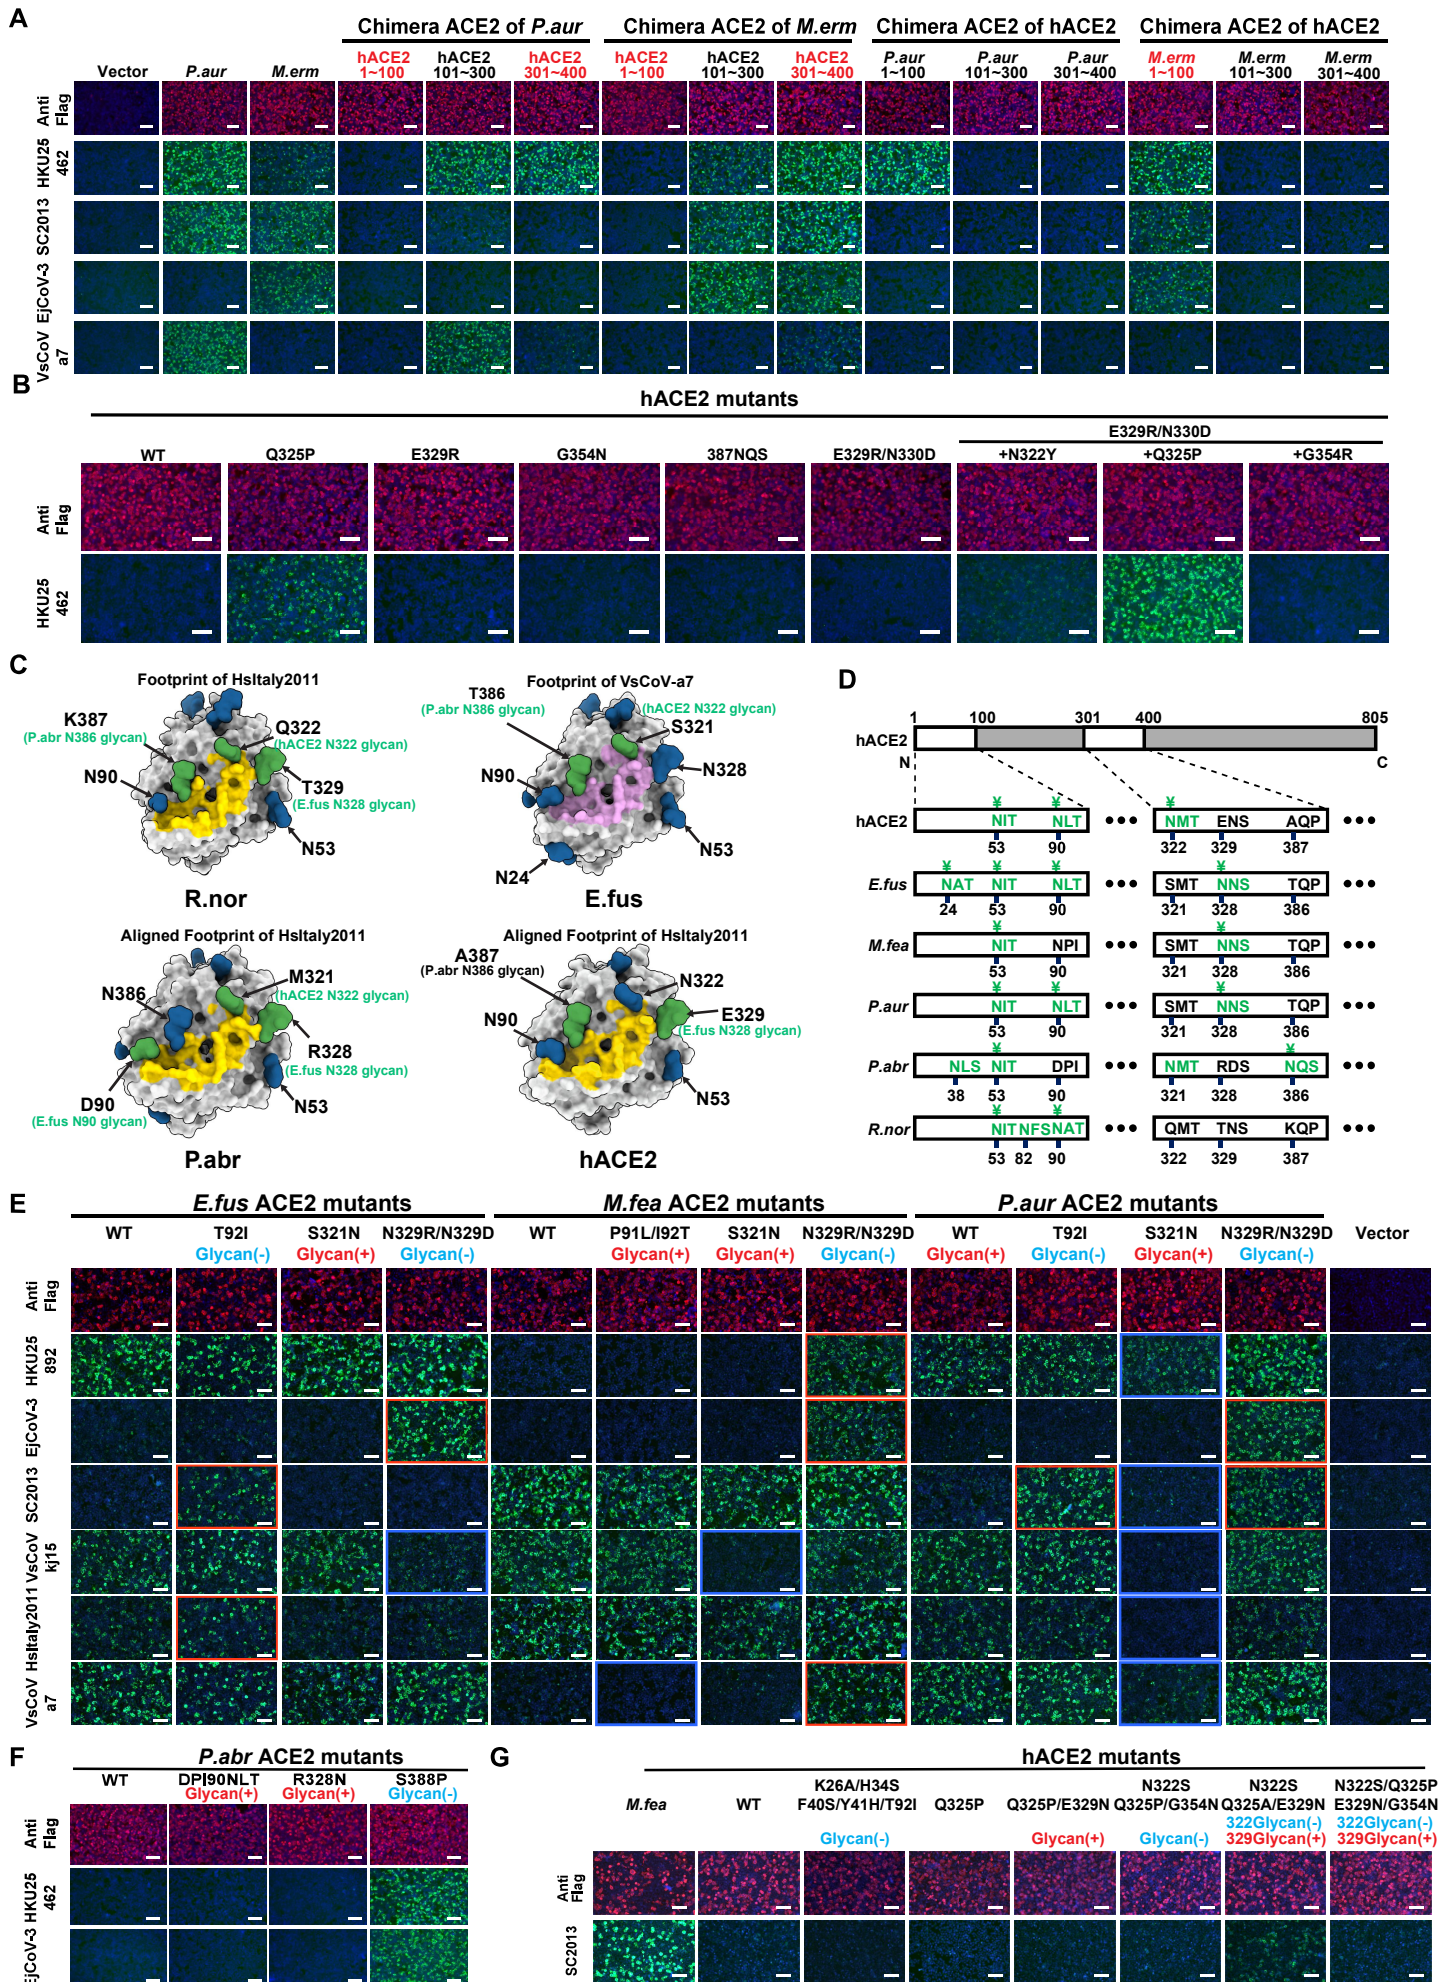 A
Chimera ACE2 of P.aur
Chimera ACE2 of M.erm
Chimera ACE2 of hACE2
Chimera ACE2 of hACE2
Vector
P.aur
M.erm
hACE2 1~100
hACE2 101~300
hACE2 301~400
hACE2 1~100
hACE2 101~300
hACE2 301~400
P.aur 1~100
P.aur 101~300
P.aur 301~400
M.erm 1~100
M.erm 101~300
M.erm 301~400
Anti Flag
HKU25 462
SC2013
EjCoV-3
VsCoV a7
B
hACE2 mutants
E329R/N330D
WT
Q325P
E329R
G354N
387NQS
E329R/N330D
+N322Y
+Q325P
+G354R
Anti Flag
HKU25 462
C
Footprint of HsItaly2011
K387
(P.abr N386 glycan)
Q322
(hACE2 N322 glycan)
N90
T329
(E.fus N328 glycan)
N53
R.nor
Footprint of VsCoV-a7
T386
(P.abr N386 glycan)
(hACE2 N322 glycan)
S321
N90
N328
N53
N24
E.fus
Aligned Footprint of HsItaly2011
N386
M321
(hACE2 N322 glycan)
R328
(E.fus N328 glycan)
D90
(E.fus N90 glycan)
N53
P.abr
Aligned Footprint of HsItaly2011
A387
(P.abr N386 glycan)
N322
N90
E329
(E.fus N328 glycan)
N53
hACE2
D
1 100 301 400 805
hACE2
N C
¥ ¥ ¥
hACE2 NIT NLT ••• NMT ENS AQP •••
53 90 322 329 387
¥ ¥ ¥ ¥
E.fus NAT NIT NLT ••• SMT NNS TQP •••
24 53 90 321 328 386
¥ ¥
M.fea NIT NPI ••• SMT NNS TQP •••
53 90 321 328 386
¥ ¥ ¥
P.aur NIT NLT ••• SMT NNS TQP •••
53 90 321 328 386
¥ ¥
P.abr NLS NIT DPI ••• NMT RDS NQS •••
38 53 90 321 328 386
¥ ¥
R.nor NIT NFS NAT ••• QMT TNS KQP •••
53 82 90 322 329 387
E
E.fus ACE2 mutants
M.fea ACE2 mutants
P.aur ACE2 mutants
WT
T92I Glycan(-)
S321N Glycan(+)
N329R/N329D Glycan(-)
WT
P91L/I92T Glycan(+)
S321N Glycan(+)
N329R/N329D Glycan(-)
WT Glycan(+)
T92I Glycan(-)
S321N Glycan(+)
N329R/N329D Glycan(-)
Vector
Anti Flag
HKU25 892
EjCoV-3
SC2013
VsCoV kj15
HsItaly2011
VsCoV a7
F
P.abr ACE2 mutants
WT
DPI90NLT Glycan(+)
R328N Glycan(+)
S388P Glycan(-)
Anti Flag
HKU25 462
EjCoV-3
G
hACE2 mutants
M.fea
WT
K26A/H34S F40S/Y41H/T92I Glycan(-)
Q325P
Q325P/E329N Glycan(+)
N322S Q325P/G354N Glycan(-)
N322S Q325A/E329N 322Glycan(-) 329Glycan(+)
N322S/Q325P E329N/G354N 322Glycan(-) 329Glycan(+)
Anti Flag
SC2013